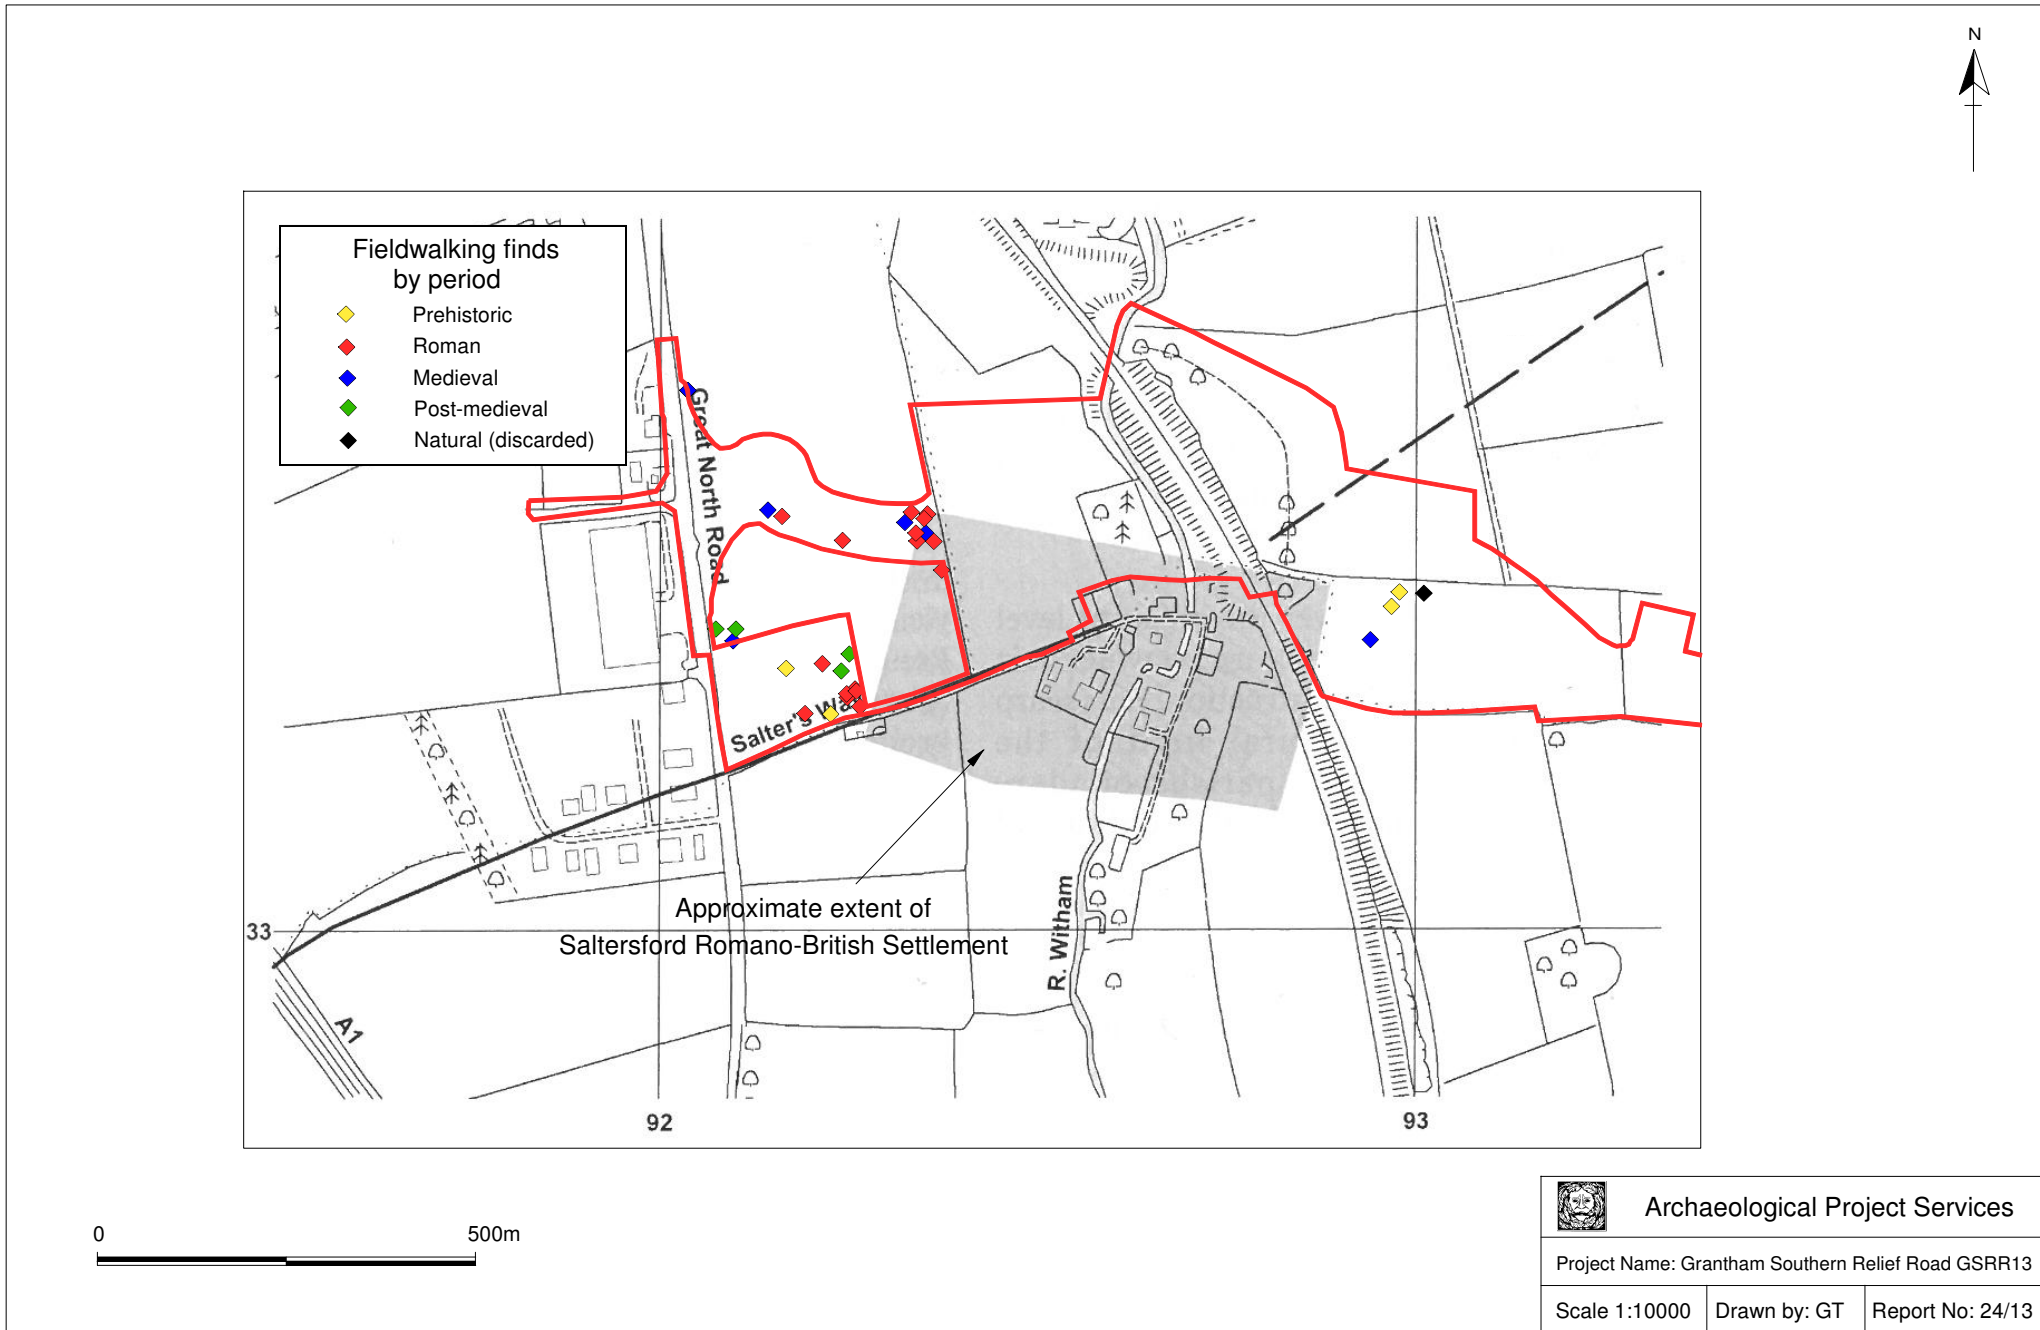 N
Fieldwalking finds
by period
Prehistoric
Roman
Medieval
Post-medieval
Natural (discarded)
Great North Road
Salter's Wa
Approximate extent of
Saltersford Romano-British Settlement
R. Witham
A1
33
92
93
0
500m
Archaeological Project Services
Project Name: Grantham Southern Relief Road GSRR13
Scale 1:10000
Drawn by: GT
Report No: 24/13